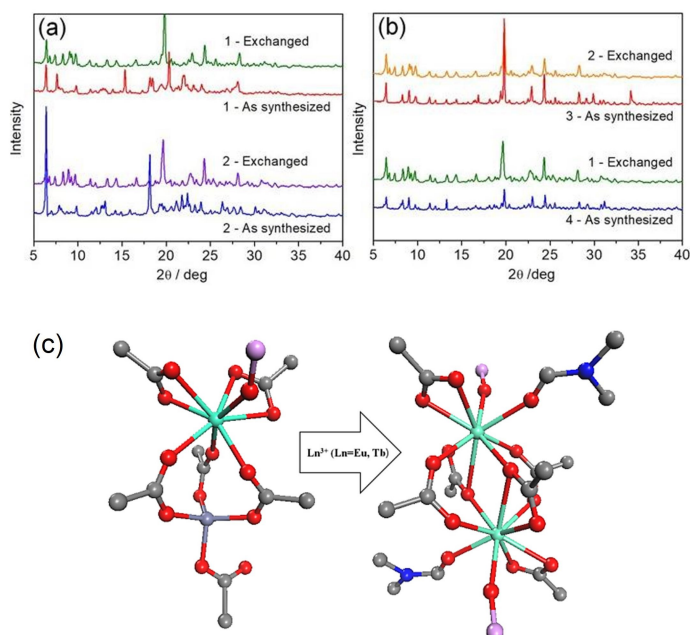 (a)
Intensity
1 - Exchanged
1 - As synthesized
2 - Exchanged
2 - As synthesized
5 10 15 20 25 30 35 40
2θ / deg
(b)
Intensity
2 - Exchanged
3 - As synthesized
1 - Exchanged
4 - As synthesized
5 10 15 20 25 30 35 40
2θ / deg
(c)
Ln³⁺ (Ln=Eu, Tb)